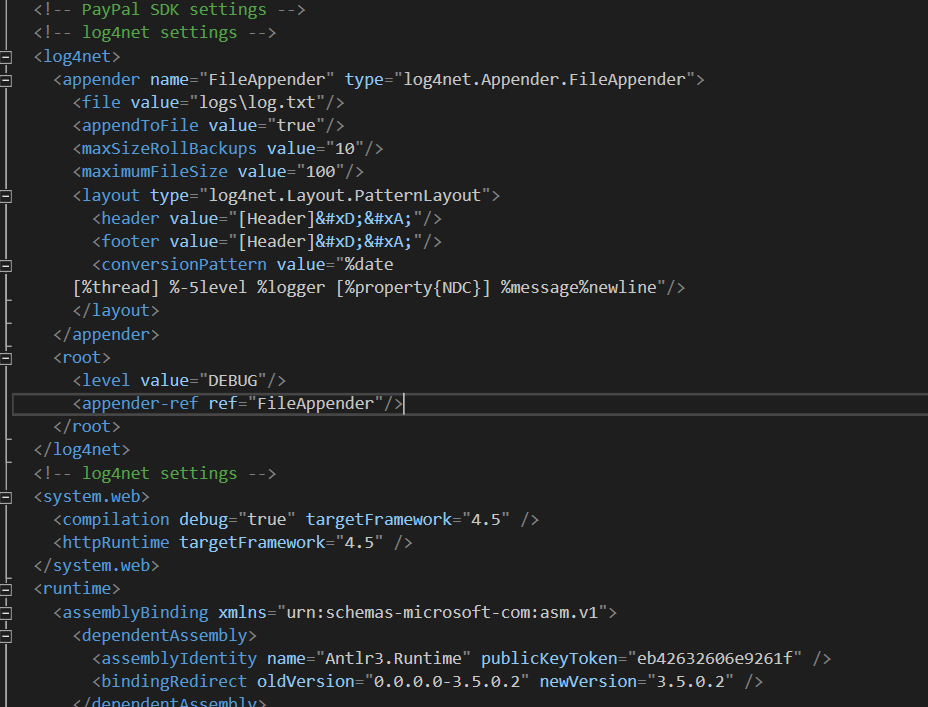 <!-- PayPal SDK settings -->
<!-- log4net settings -->
<log4net>
<appender name="FileAppender" type="log4net.Appender.FileAppender">
<file value="logs\log.txt"/>
<appendToFile value="true"/>
<maxSizeRollBackups value="10"/>
<maximumFileSize value="100"/>
<layout type="log4net.Layout.PatternLayout">
<header value="[Header]&#xD;&#xA;"/>
<footer value="[Header]&#xD;&#xA;"/>
<conversionPattern value="%date
[%thread] %-5level %logger [%property{NDC}] %message%newline"/>
</layout>
</appender>
<root>
<level value="DEBUG"/>
<appender-ref ref="FileAppender"/>
</root>
</log4net>
<!-- log4net settings -->
<system.web>
<compilation debug="true" targetFramework="4.5" />
<httpRuntime targetFramework="4.5" />
</system.web>
<runtime>
<assemblyBinding xmlns="urn:schemas-microsoft-com:asm.v1">
<dependentAssembly>
<assemblyIdentity name="Antlr3.Runtime" publicKeyToken="eb42632606e9261f" />
<bindingRedirect oldVersion="0.0.0.0-3.5.0.2" newVersion="3.5.0.2" />
</dependentAssembly>